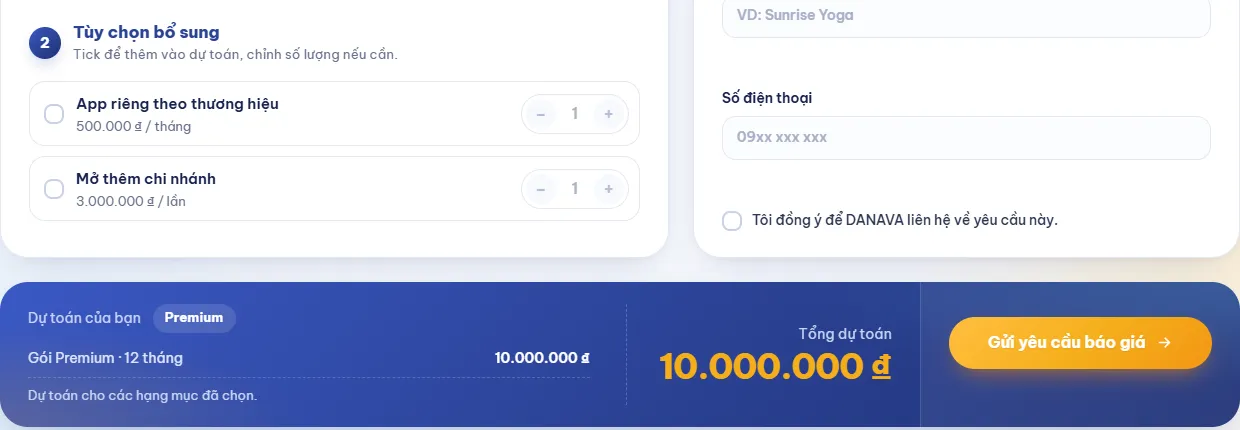 2
Tùy chọn bổ sung
Tick để thêm vào dự toán, chỉnh số lượng nếu cần.
App riêng theo thương hiệu
500.000 ₫ / tháng
− 1 +
Mở thêm chi nhánh
3.000.000 ₫ / lần
− 1 +
VD: Sunrise Yoga
Số điện thoại
09xx xxx xxx
Tôi đồng ý để DANAVA liên hệ về yêu cầu này.
Dự toán của bạn Premium
Gói Premium · 12 tháng 10.000.000 ₫
Dự toán cho các hạng mục đã chọn.
Tổng dự toán
10.000.000 ₫
Gửi yêu cầu báo giá →